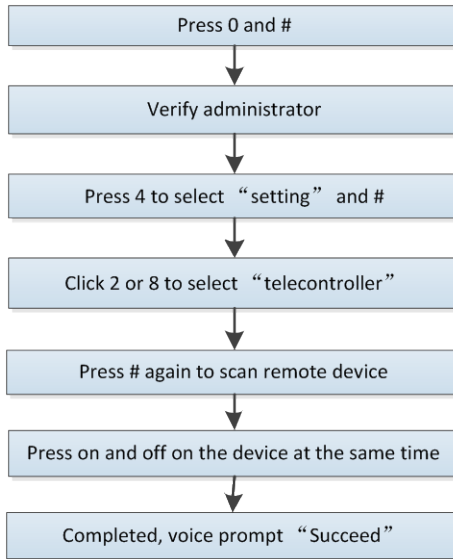 Press 0 and #
Verify administrator
Press 4 to select “setting” and #
Click 2 or 8 to select “telecontroller”
Press # again to scan remote device
Press on and off on the device at the same time
Completed, voice prompt “Succeed”